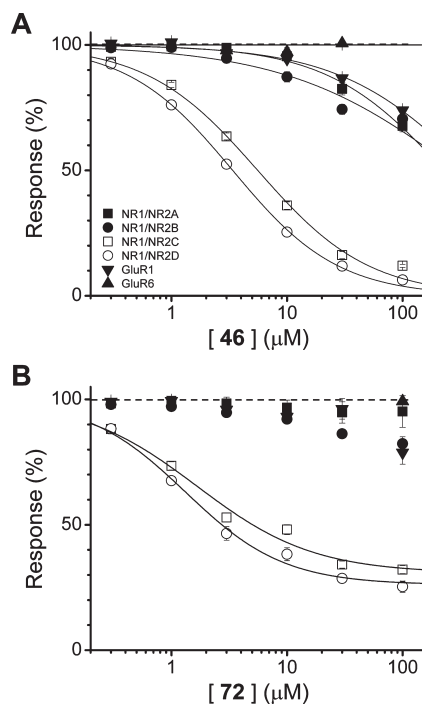 A
Response (%)
100
50
0
NR1/NR2A
NR1/NR2B
NR1/NR2C
NR1/NR2D
GluR1
GluR6
1
10
100
[ 46 ] (μM)
B
Response (%)
100
50
0
1
10
100
[ 72 ] (μM)